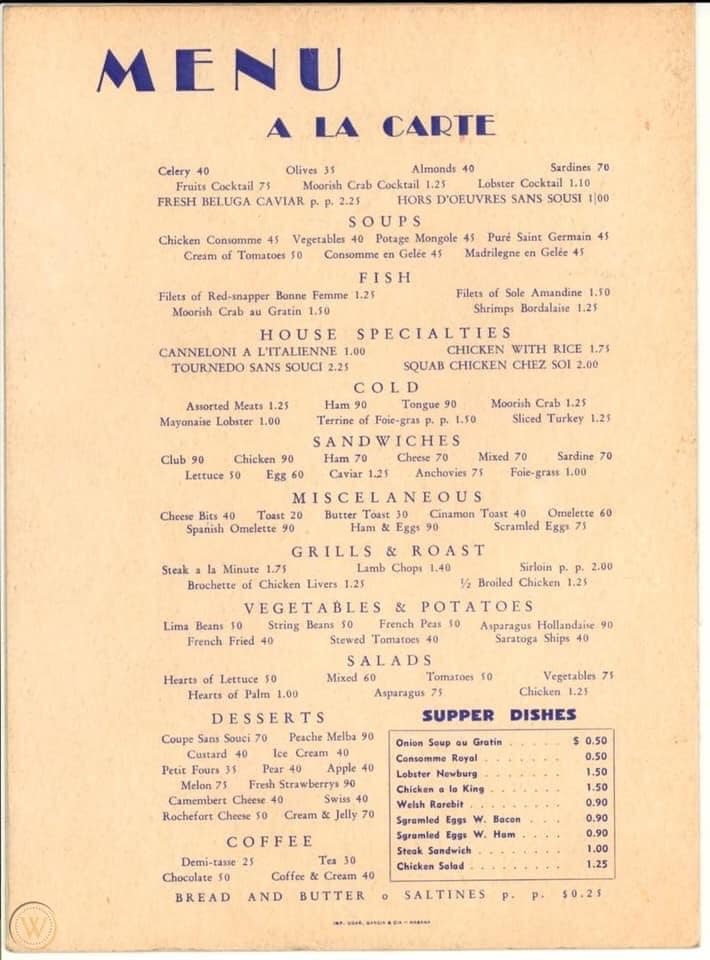 MENU
A LA CARTE
Celery 40 Olives 35 Almonds 40 Sardines 70
Fruits Cocktail 75 Moorish Crab Cocktail 1.25 Lobster Cocktail 1.10
FRESH BELUGA CAVIAR p. p. 2.25 HORS D'OEUVRES SANS SOUSI 1|00
SOUPS
Chicken Consomme 45 Vegetables 40 Potage Mongole 45 Puré Saint Germain 45
Cream of Tomatoes 50 Consomme en Gelée 45 Madrilegne en Gelée 45
FISH
Filets of Red-snapper Bonne Femme 1.25 Filets of Sole Amandine 1.50
Moorish Crab au Gratin 1.50 Shrimps Bordalaise 1.25
HOUSE SPECIALTIES
CANNELONI A L'ITALIENNE 1.00 CHICKEN WITH RICE 1.75
TOURNEDO SANS SOUCI 2.25 SQUAB CHICKEN CHEZ SOI 2.00
COLD
Assorted Meats 1.25 Ham 90 Tongue 90 Moorish Crab 1.25
Mayonaise Lobster 1.00 Terrine of Foie-gras p. p. 1.50 Sliced Turkey 1.25
SANDWICHES
Club 90 Chicken 90 Ham 70 Cheese 70 Mixed 70 Sardine 70
Lettuce 50 Egg 60 Caviar 1.25 Anchovies 75 Foie-grass 1.00
MISCELANEOUS
Cheese Bits 40 Toast 20 Butter Toast 30 Cinamon Toast 40 Omelette 60
Spanish Omelette 90 Ham & Eggs 90 Scramled Eggs 75
GRILLS & ROAST
Steak a la Minute 1.75 Lamb Chops 1.40 Sirloin p. p. 2.00
Brochette of Chicken Livers 1.25 ½ Broiled Chicken 1.25
VEGETABLES & POTATOES
Lima Beans 50 String Beans 50 French Peas 50 Asparagus Hollandaise 90
French Fried 40 Stewed Tomatoes 40 Saratoga Ships 40
SALADS
Hearts of Lettuce 50 Mixed 60 Tomatoes 50 Vegetables 75
Hearts of Palm 1.00 Asparagus 75 Chicken 1.25
DESSERTS
Coupe Sans Souci 70 Peache Melba 90
Custard 40 Ice Cream 40
Petit Fours 35 Pear 40 Apple 40
Melon 75 Fresh Strawberrys 90
Camembert Cheese 40 Swiss 40
Rochefort Cheese 50 Cream & Jelly 70
COFFEE
Demi-tasse 25 Tea 30
Chocolate 50 Coffee & Cream 40
SUPPER DISHES
Onion Soup au Gratin . . . . . $ 0.50
Consomme Royal . . . . . . . 0.50
Lobster Newburg . . . . . . . 1.50
Chicken a la King . . . . . . . 1.50
Welsh Rarebit . . . . . . . . . 0.90
Sgramled Eggs W. Bacon . . . 0.90
Sgramled Eggs W. Ham . . . . 0.90
Steak Sandwich . . . . . . . . 1.00
Chicken Salad . . . . . . . . . 1.25
BREAD AND BUTTER o SALTINES p. p. $0.25
IMP. UCAR, GARCIA & CIA — HABANA
W